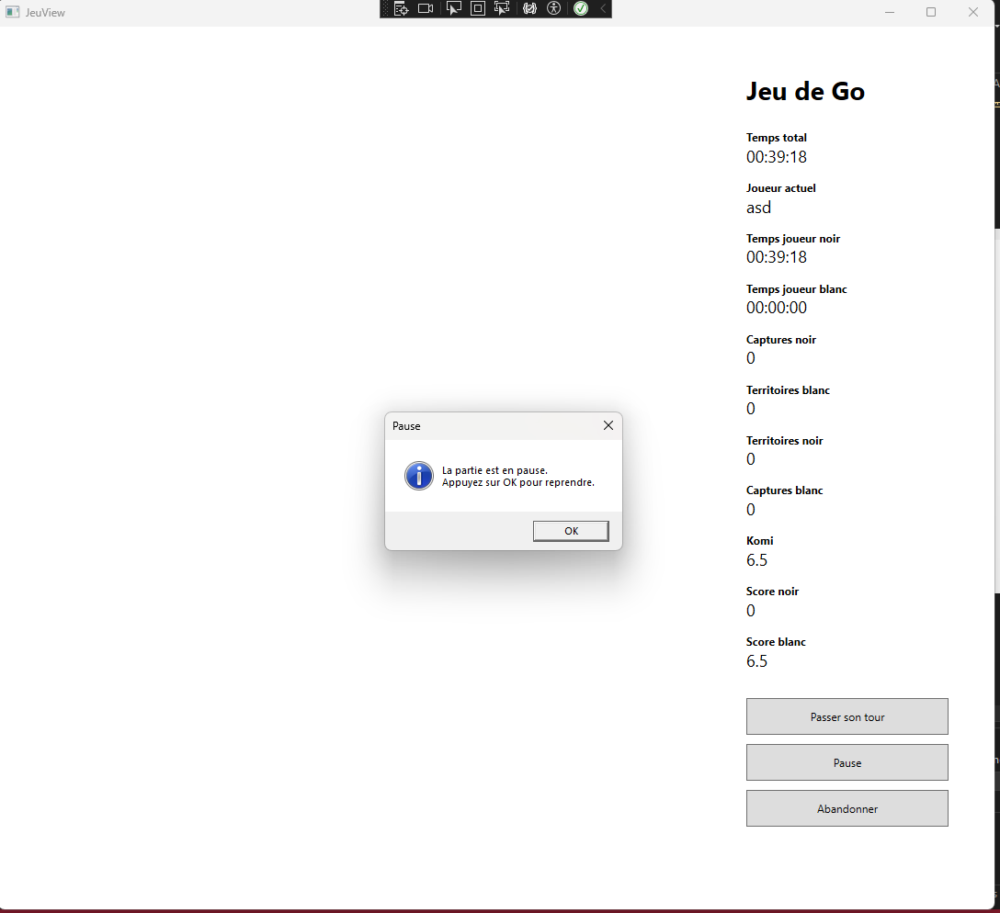 JeuView
Jeu de Go
Temps total
00:39:18
Joueur actuel
asd
Temps joueur noir
00:39:18
Temps joueur blanc
00:00:00
Captures noir
0
Territoires blanc
0
Territoires noir
0
Captures blanc
0
Komi
6.5
Score noir
0
Score blanc
6.5
Passer son tour
Pause
Abandonner
Pause
La partie est en pause.
Appuyez sur OK pour reprendre.
OK